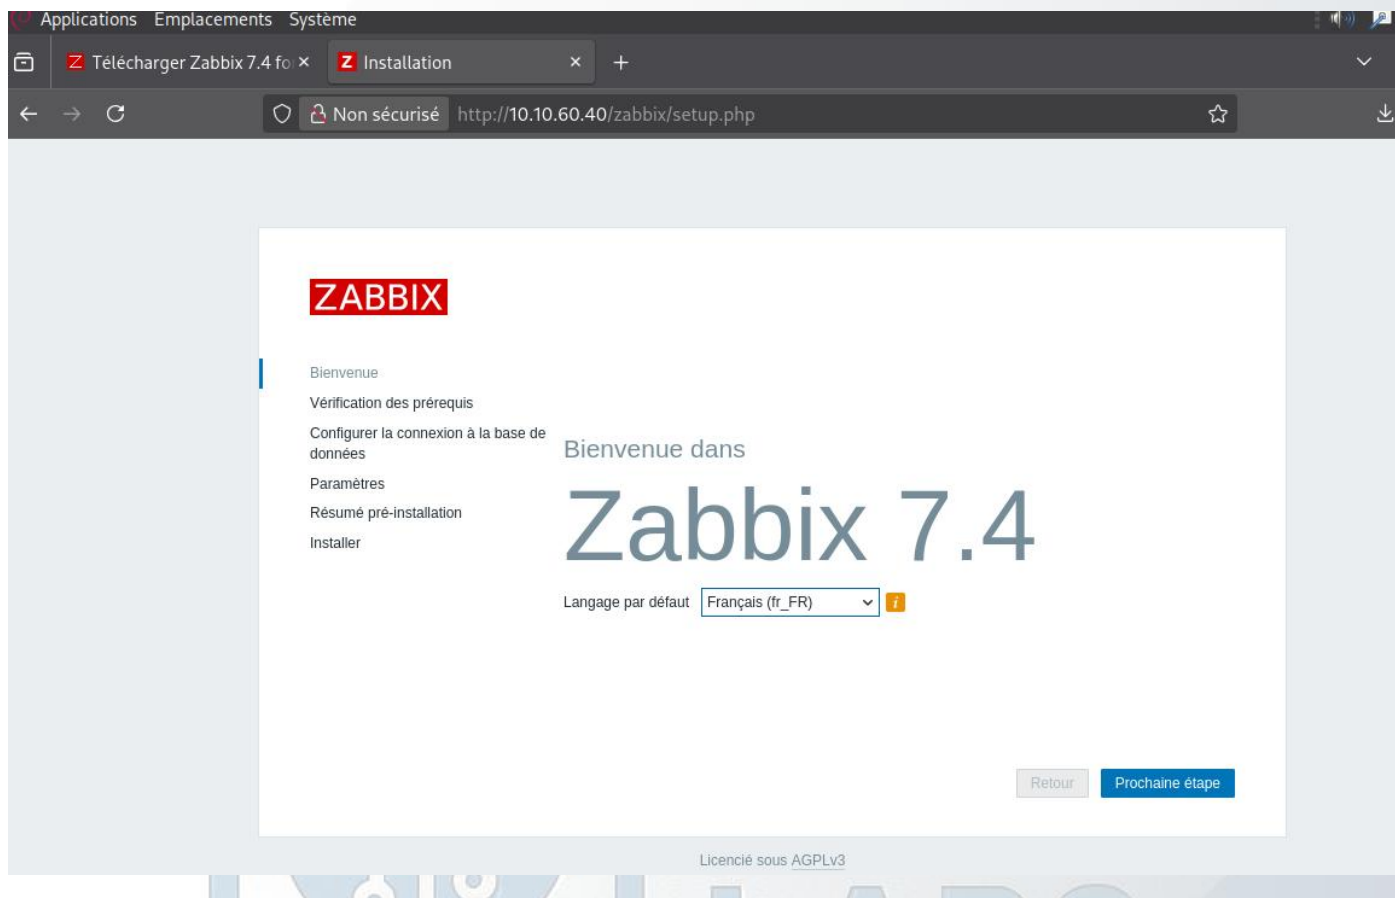 Applications Emplacements Système
Télécharger Zabbix 7.4 fo
Installation
Non sécurisé http://10.10.60.40/zabbix/setup.php
ZABBIX
Bienvenue
Vérification des prérequis
Configurer la connexion à la base de
données
Paramètres
Résumé pré-installation
Installer
Bienvenue dans
Zabbix 7.4
Langage par défaut Français (fr_FR)
Retour Prochaine étape
Licencié sous AGPLv3